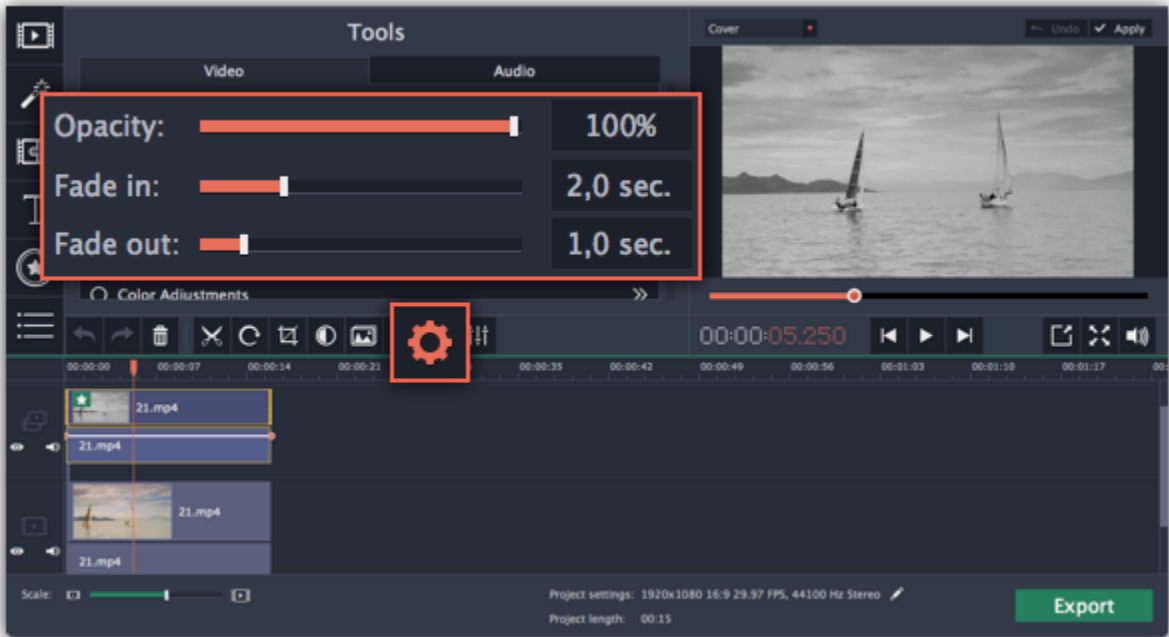 Tools
Cover
Undo
Apply
Video
Audio
Opacity:
100%
Fade in:
2,0 sec.
Fade out:
1,0 sec.
Color Adjustments
00:00:05.250
00:00:00 00:00:07 00:00:14 00:00:21 00:00:35 00:00:42 00:00:49 00:00:56 00:01:03 00:01:10 00:01:17
21.mp4
21.mp4
21.mp4
21.mp4
Scale:
Project settings: 1920x1080 16:9 29.97 FPS, 44100 Hz Stereo
Project length: 00:15
Export